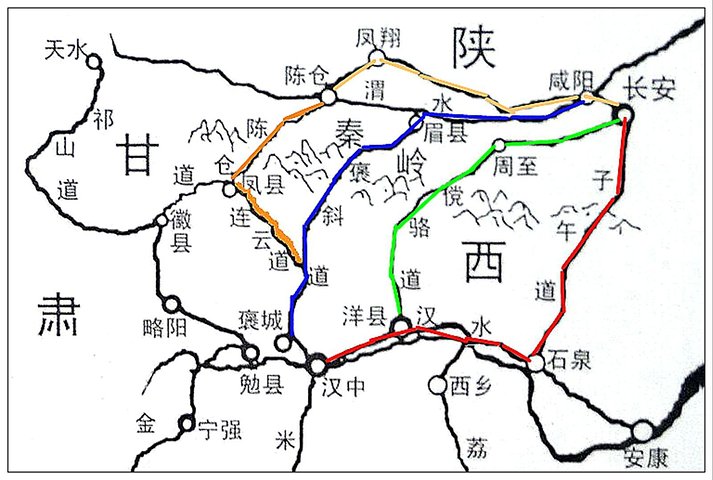 陕
甘
肃
西
秦
岭
天水
凤翔
陈仓
渭
水
咸阳
长安
眉县
周至
祁
山
道
陈
仓
道
凤县
连
云
道
褒
斜
道
傥
骆
道
子
午
道
徽县
略阳
褒城
勉县
汉中
洋县
汉
水
石泉
西乡
安康
宁强
金
米
荔